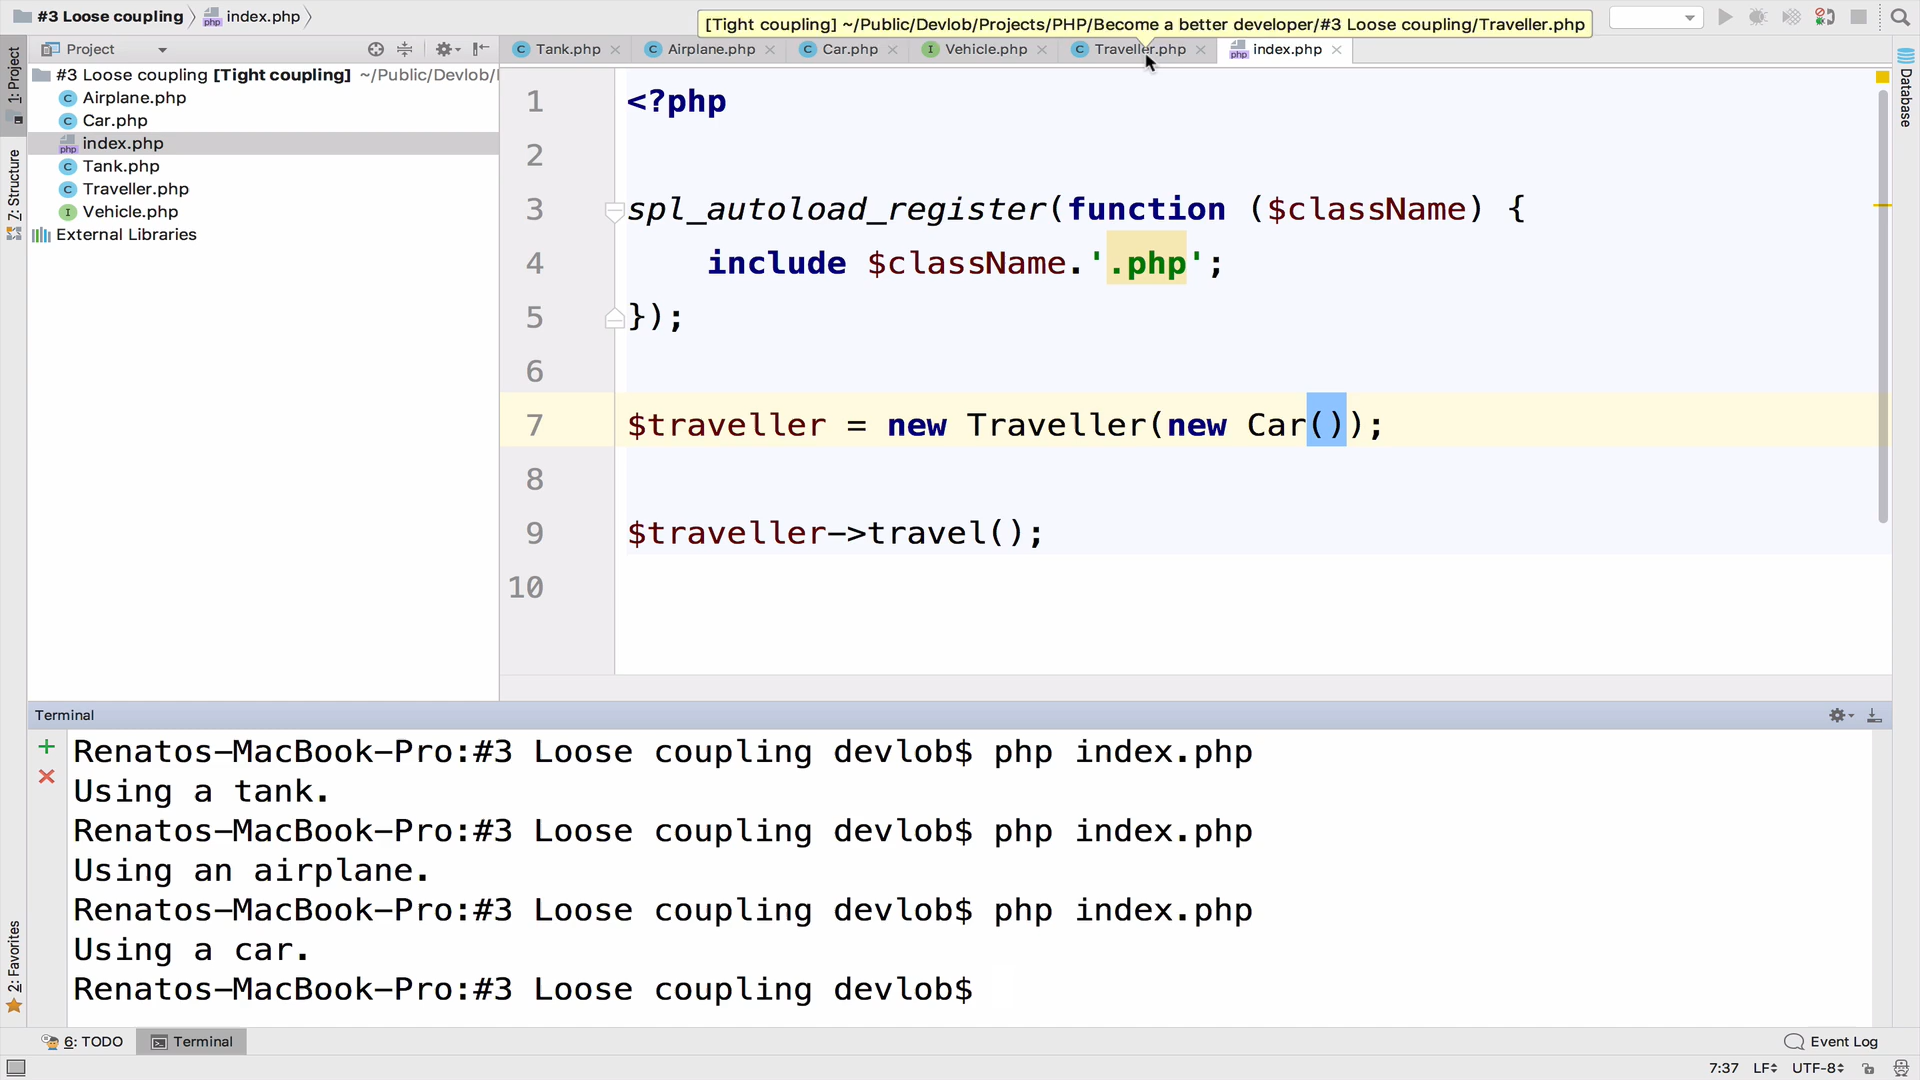 #3 Loose coupling
index.php
[Tight coupling] ~/Public/Devlob/Projects/PHP/Become a better developer/#3 Loose coupling/Traveller.php
Project
Tank.php
Airplane.php
Car.php
Vehicle.php
Traveller.php
index.php
1: Project
7: Structure
2: Favorites
Database
#3 Loose coupling [Tight coupling] ~/Public/Devlob/
Airplane.php
Car.php
index.php
Tank.php
Traveller.php
Vehicle.php
External Libraries
1 <?php
2
3 spl_autoload_register(function ($className) {
4 include $className.'.php';
5 });
6
7 $traveller = new Traveller(new Car());
8
9 $traveller->travel();
10
Terminal
Renatos-MacBook-Pro:#3 Loose coupling devlob$ php index.php
Using a tank.
Renatos-MacBook-Pro:#3 Loose coupling devlob$ php index.php
Using an airplane.
Renatos-MacBook-Pro:#3 Loose coupling devlob$ php index.php
Using a car.
Renatos-MacBook-Pro:#3 Loose coupling devlob$
6: TODO
Terminal
Event Log
7:37 LF UTF-8